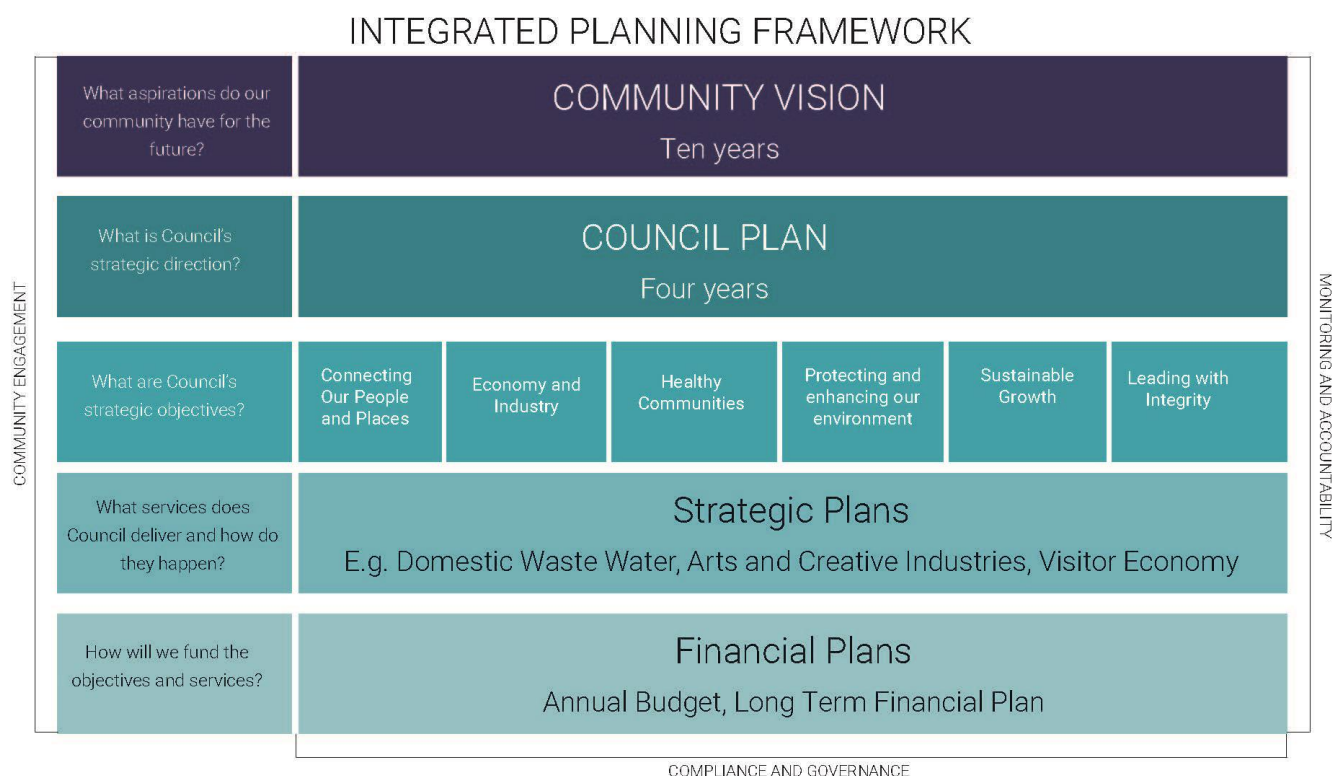 INTEGRATED PLANNING FRAMEWORK
What aspirations do our
community have for the
future?
COMMUNITY VISION
Ten years
What is Council's
strategic direction?
COUNCIL PLAN
Four years
What are Council's
strategic objectives?
Connecting
Our People
and Places
Economy and
Industry
Healthy
Communities
Protecting and
enhancing our
environment
Sustainable
Growth
Leading with
Integrity
What services does
Council deliver and how do
they happen?
Strategic Plans
E.g. Domestic Waste Water, Arts and Creative Industries, Visitor Economy
How will we fund the
objectives and services?
Financial Plans
Annual Budget, Long Term Financial Plan
COMMUNITY ENGAGEMENT
MONITORING AND ACCOUNTABILITY
COMPLIANCE AND GOVERNANCE